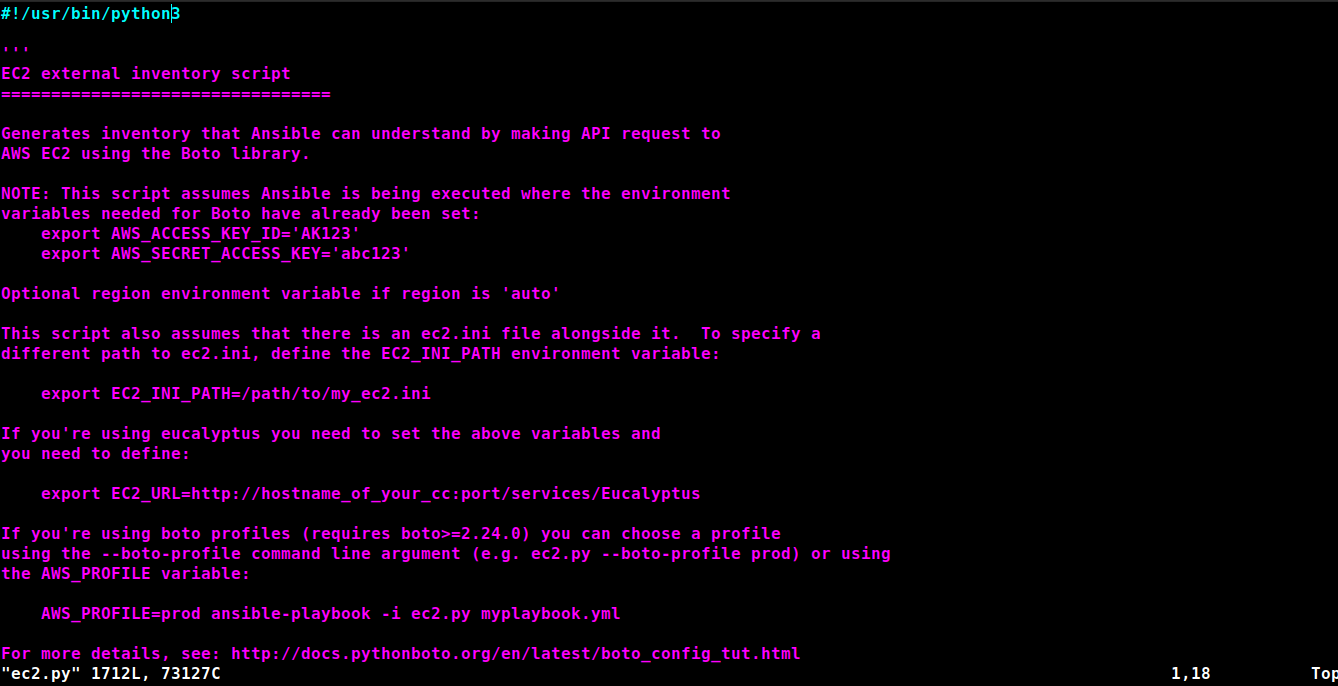 #!/usr/bin/python3
'''
EC2 external inventory script
=================================
Generates inventory that Ansible can understand by making API request to
AWS EC2 using the Boto library.
NOTE: This script assumes Ansible is being executed where the environment
variables needed for Boto have already been set:
    export AWS_ACCESS_KEY_ID='AK123'
    export AWS_SECRET_ACCESS_KEY='abc123'
Optional region environment variable if region is 'auto'
This script also assumes that there is an ec2.ini file alongside it.  To specify a
different path to ec2.ini, define the EC2_INI_PATH environment variable:
    export EC2_INI_PATH=/path/to/my_ec2.ini
If you're using eucalyptus you need to set the above variables and
you need to define:
    export EC2_URL=http://hostname_of_your_cc:port/services/Eucalyptus
If you're using boto profiles (requires boto>=2.24.0) you can choose a profile
using the --boto-profile command line argument (e.g. ec2.py --boto-profile prod) or using
the AWS_PROFILE variable:
    AWS_PROFILE=prod ansible-playbook -i ec2.py myplaybook.yml
For more details, see: http://docs.pythonboto.org/en/latest/boto_config_tut.html
"ec2.py" 1712L, 73127C 1,18 Top